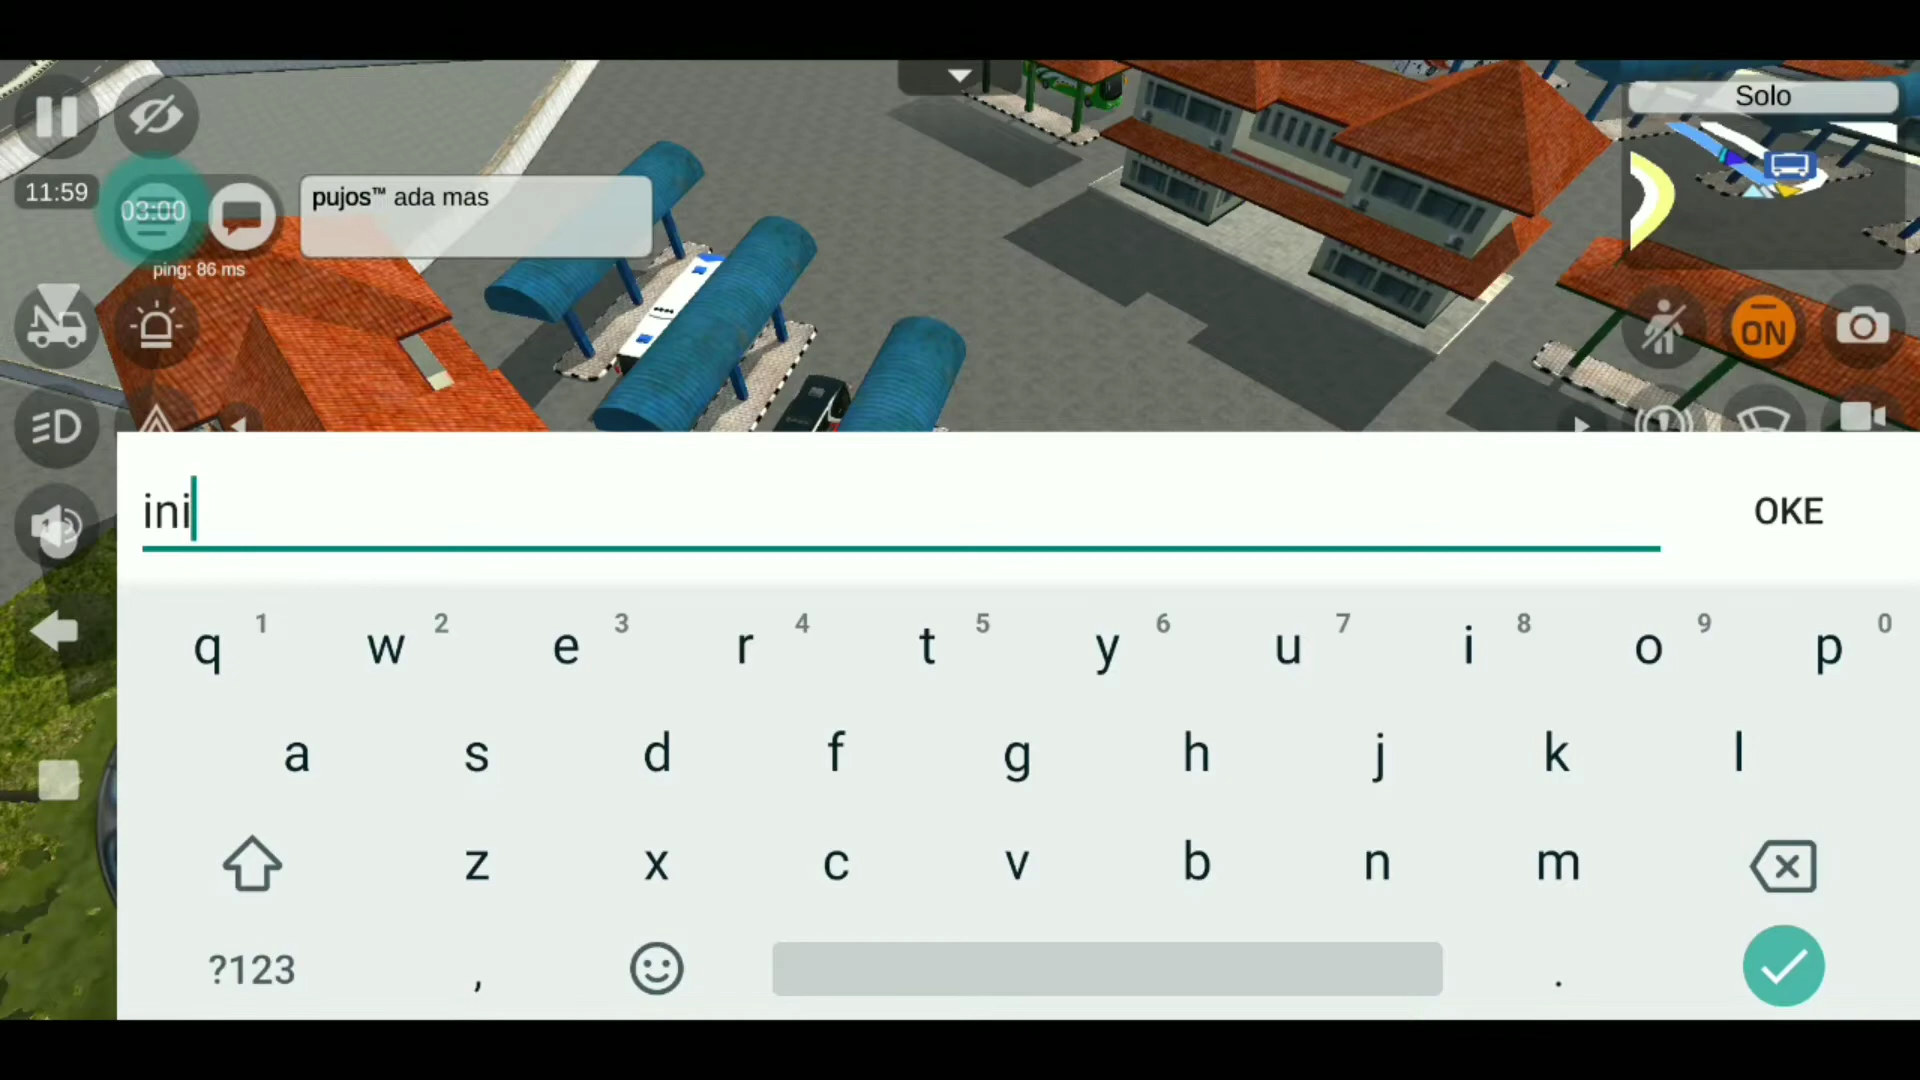 Solo
11:59
03:00
pujos™ ada mas
ping: 86 ms
ON
ini
OKE
q 1 w 2 e 3 r 4 t 5 y 6 u 7 i 8 o 9 p 0
a s d f g h j k l
z x c v b n m
?123 , .